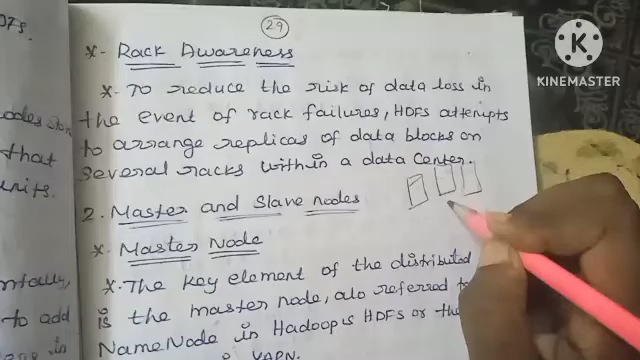 29
x- Rack Awareness
x- To reduce the risk of data loss in
the event of rack failures, HDFS attempts
to arrange replicas of data blocks on
several racks within a data center.
2. Master and Slave nodes
x- Master Node
x- The key element of the distributed
is the master node, also referred to
NameNode in Hadoop's HDFS or the
YARN.
that
to add
KINEMASTER